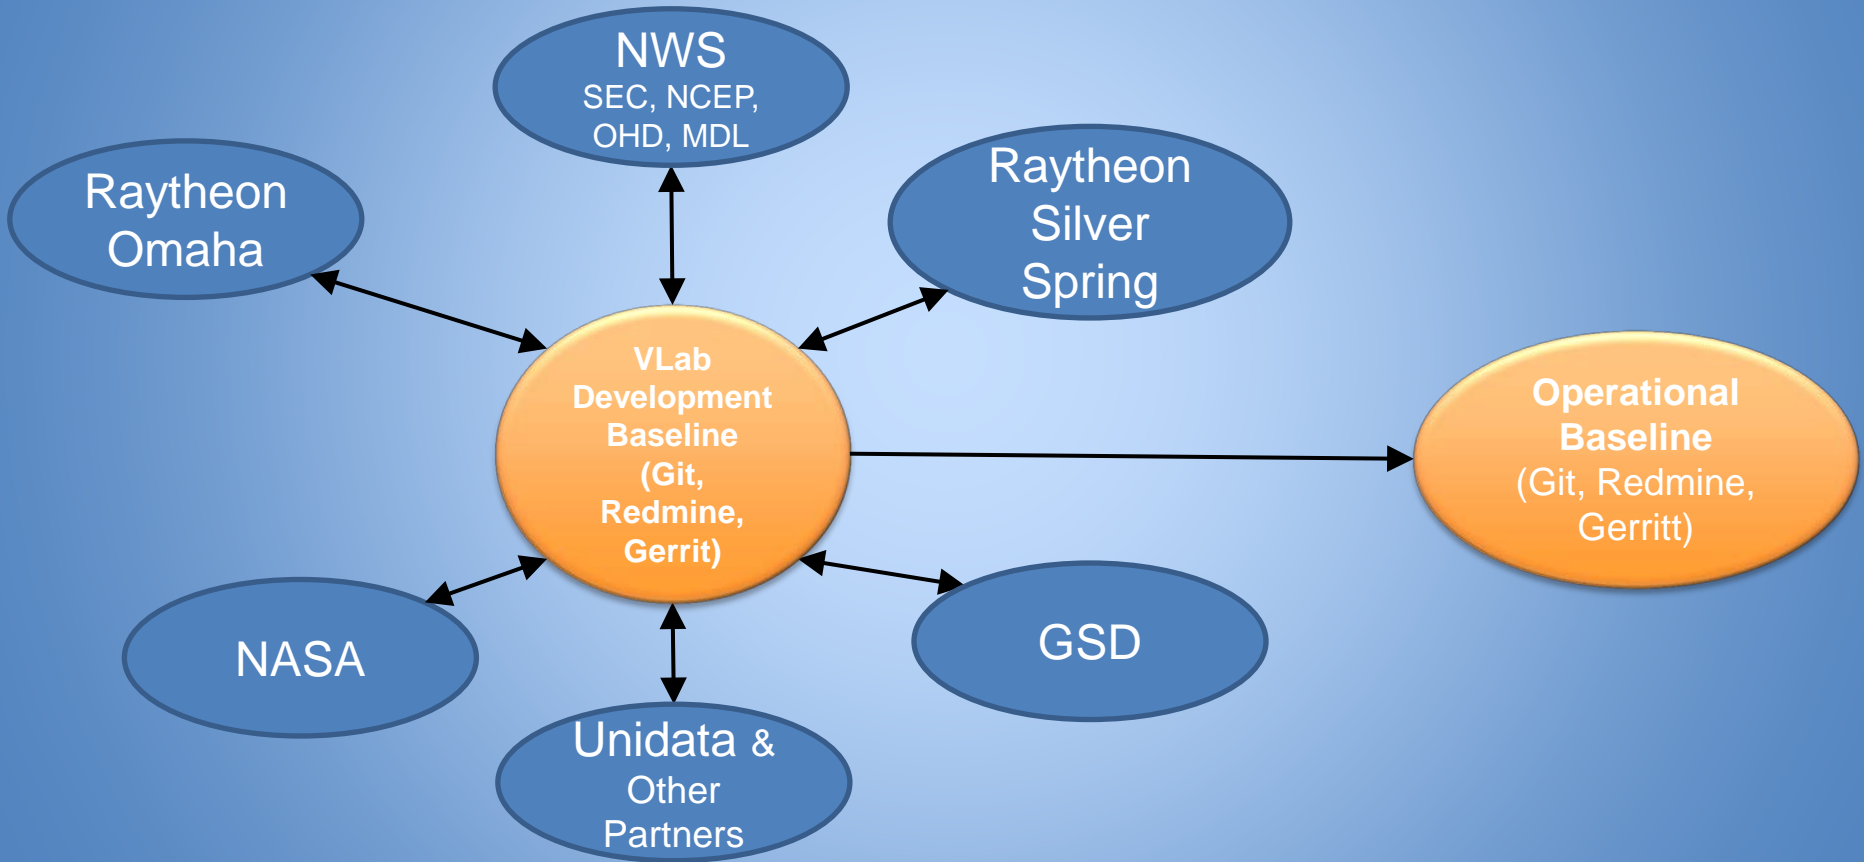 NWS
SEC, NCEP,
OHD, MDL
Raytheon
Omaha
Raytheon
Silver
Spring
VLab
Development
Baseline
(Git,
Redmine,
Gerrit)
Operational
Baseline
(Git, Redmine,
Gerritt)
NASA
GSD
Unidata &
Other
Partners